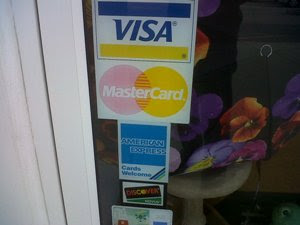 VISA
MasterCard
AMERICAN
EXPRESS
Cards
Welcome
DISCOVER